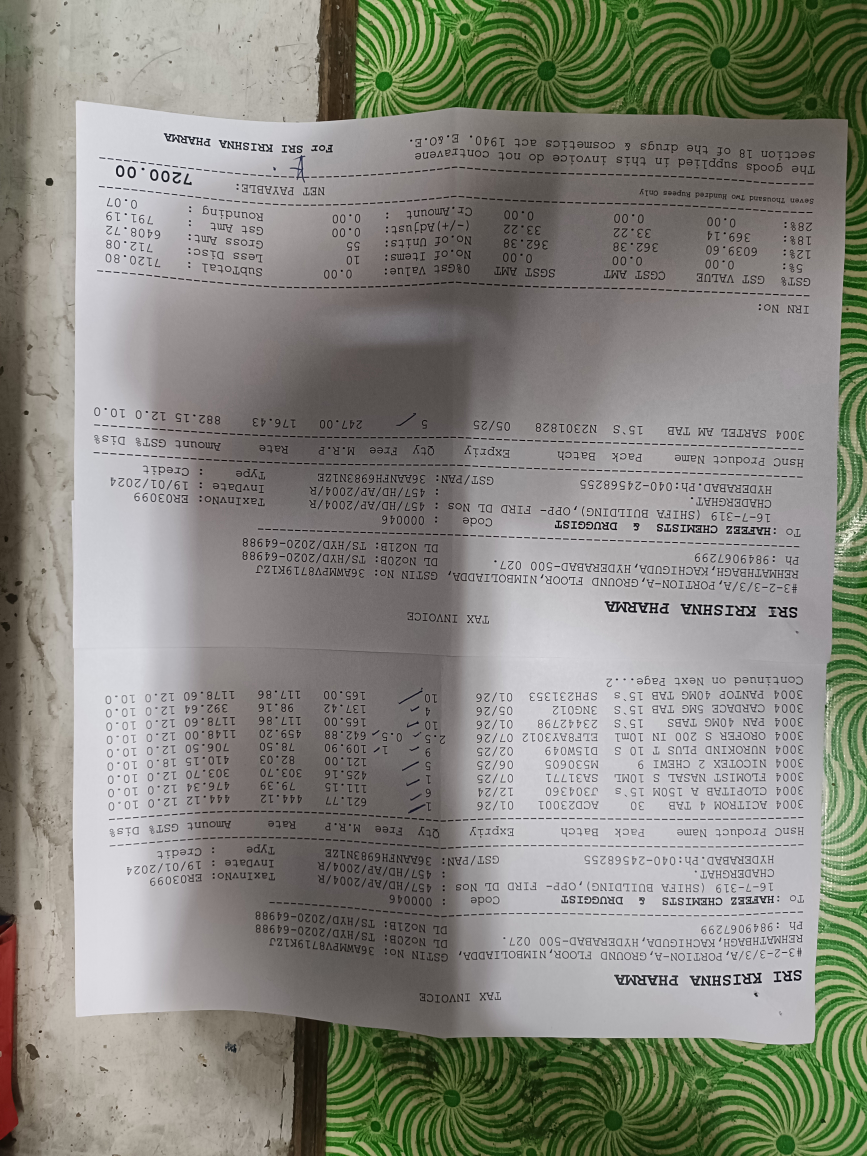 TAX INVOICE
SRI KRISHNA PHARMA
#3-2-3/3/A, PORTION-A, GROUND FLOOR, NIMBOLIADDA, GSTIN No: 36AWMPV8719K1ZJ
REHMATHBAGH, KACHIGUDA, HYDERABAD-500 027. DL No20B: TS/HYD/2020-64988
Ph :9849067299 DL No21B: TS/HYD/2020-64988
To: HAFEEZ CHEMISTS & DRUGGIST Code : 000046
16-7-319 (SHIFA BUILDING), OPP- FIRD DL Nos : 457/HD/AP/2004/R TaxInvNo: ER03099
CHADERGHAT. : 457/HD/AP/2004/R InvDate : 19/01/2024
HYDERABAD.Ph:040-24568255 GST/PAN: 36AANFH6983N1ZE Type : Credit
HsnC Product Name Pack Batch Expriy Qty Free M.R.P Rate Amount GST% Dis%
3004 ACITROM 4 TAB 30 ACD23001 01/26 1 621.77 444.12 444.12 12.0 10.0
3004 CLOPITAB A 150M 15`s J304360 12/24 6 111.15 79.39 476.34 12.0 10.0
3004 FLOMIST NASAL S 10ML SA31771 07/25 1 425.16 303.70 303.70 12.0 10.0
3004 NICOTEX 2 CHEWI 9 MS30605 06/25 5 121.00 82.03 410.15 18.0 10.0
3004 NUROKIND PLUS T 10 S D15W049 02/25 9 1 109.90 78.50 706.50 12.0 10.0
3004 OROFER S 200 IN 10ml ELF8AY3012 07/26 2.5 0.5 642.88 459.20 1148.00 12.0 10.0
3004 PAN 40MG TABS 15`S 23442798 01/26 10 165.00 117.86 1178.60 12.0 10.0
3004 CARDACE 5MG TAB 15`S 3NG012 05/26 4 137.42 98.16 392.64 12.0 10.0
3004 PANTOP 40MG TAB 15`s SPH231353 01/26 10 165.00 117.86 1178.60 12.0 10.0
Continued on Next Page...2
TAX INVOICE
SRI KRISHNA PHARMA
#3-2-3/3/A, PORTION-A, GROUND FLOOR, NIMBOLIADDA, GSTIN No: 36AWMPV8719K1ZJ
REHMATHBAGH, KACHIGUDA, HYDERABAD-500 027. DL No20B: TS/HYD/2020-64988
Ph :9849067299 DL No21B: TS/HYD/2020-64988
To: HAFEEZ CHEMISTS & DRUGGIST Code : 000046
16-7-319 (SHIFA BUILDING), OPP- FIRD DL Nos : 457/HD/AP/2004/R TaxInvNo: ER03099
CHADERGHAT. : 457/HD/AP/2004/R InvDate : 19/01/2024
HYDERABAD.Ph:040-24568255 GST/PAN: 36AANFH6983N1ZE Type : Credit
HsnC Product Name Pack Batch Expriy Qty Free M.R.P Rate Amount GST% Dis%
3004 SARTEL AM TAB 15`S N2301828 05/25 5 247.00 176.43 882.15 12.0 10.0
IRN No:
GST% GST VALUE CGST AMT SGST AMT 0%Gst Value: 0.00 SubTotal : 7120.80
5%: 0.00 0.00 0.00 No.of Items: 10 Less Disc: 712.08
12%: 6039.60 362.38 362.38 No.of Units: 55 Gross Amt: 6408.72
18%: 369.14 33.22 33.22 (-/+)Adjust: 0.00 Gst Amt : 791.19
28%: 0.00 0.00 0.00 Cr.Amount : 0.00 Rounding : 0.07
Seven Thousand Two Hundred Rupees Only NET PAYABLE: 7200.00
The goods supplied in this invoice do not contravene
section 18 of the drugs & cosmetics act 1940. E.&O.E. For SRI KRISHNA PHARMA